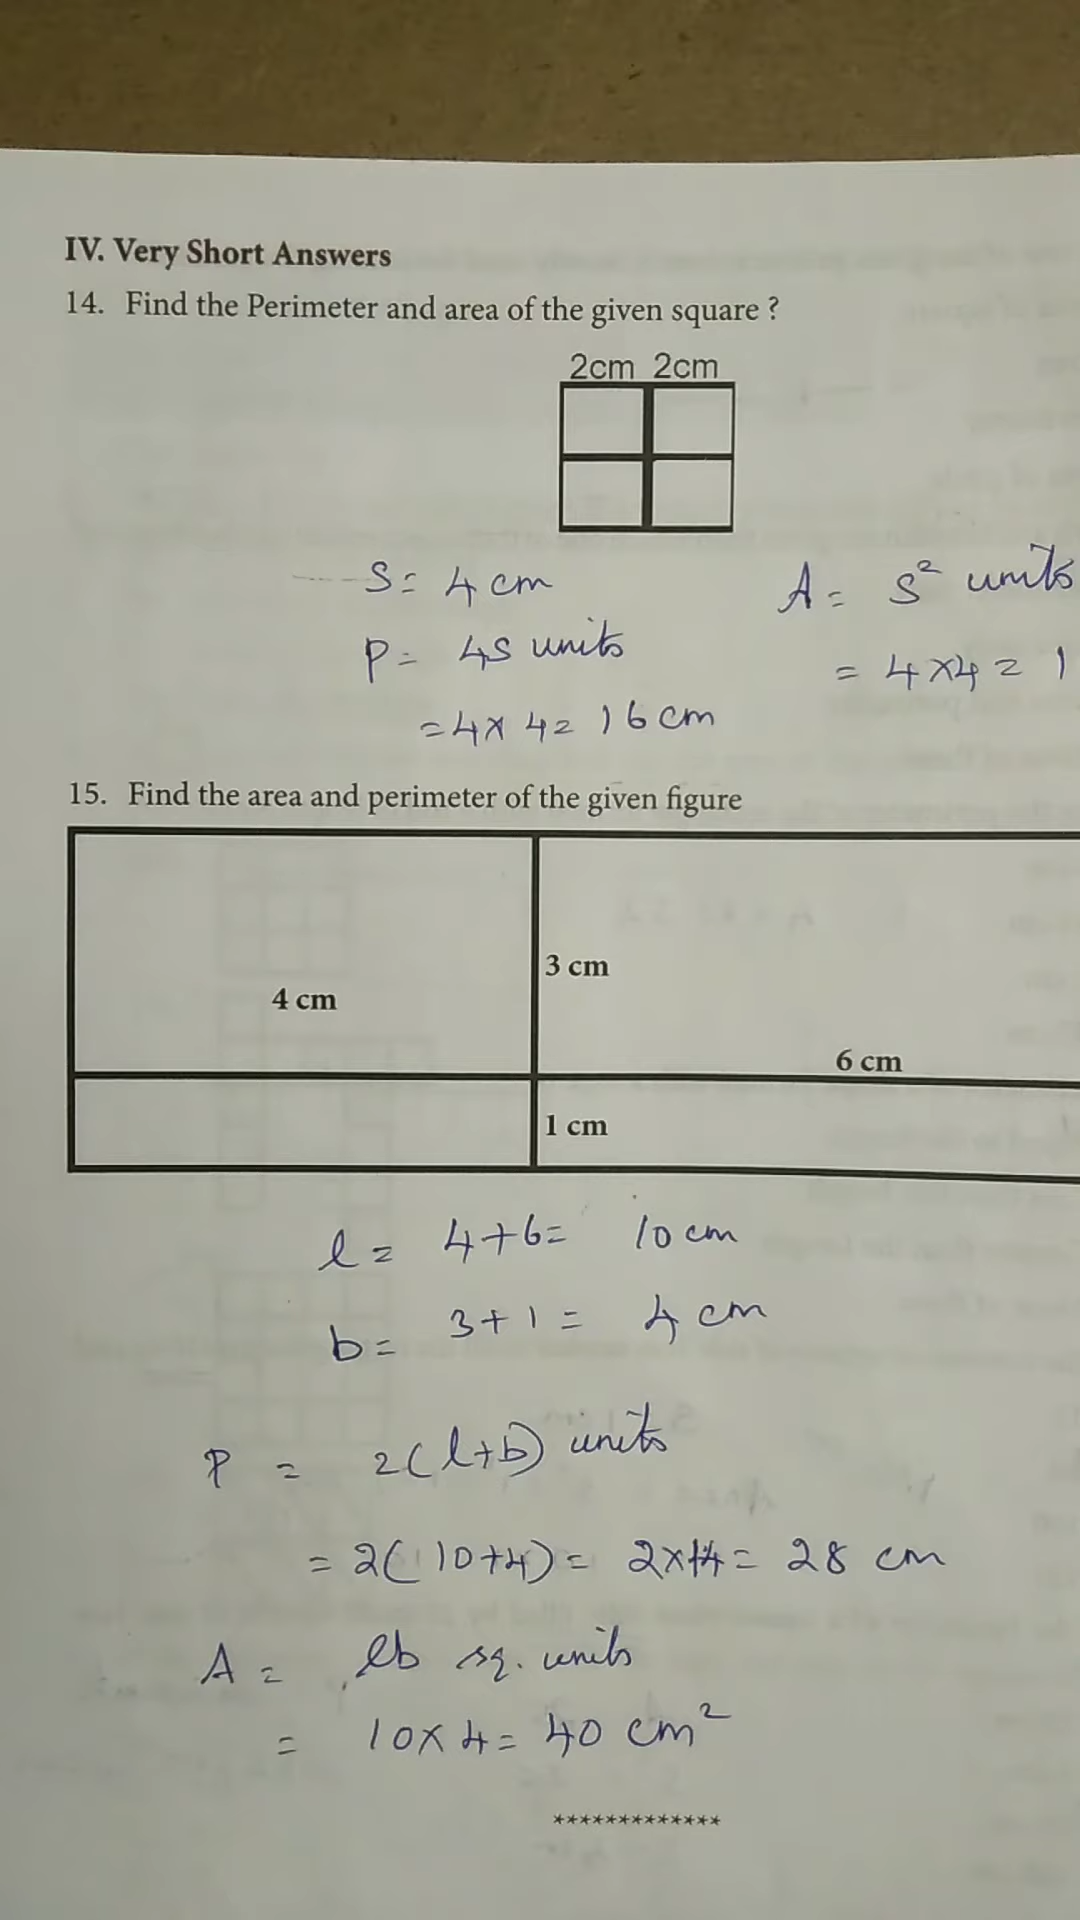 IV. Very Short Answers
14. Find the Perimeter and area of the given square ?
2cm 2cm
S = 4 cm
P = 4S units
= 4 × 4 = 16 cm
A = S² units
= 4 × 4 = 1
15. Find the area and perimeter of the given figure
3 cm
4 cm
6 cm
1 cm
l = 4+6 = 10 cm
b = 3+1 = 4 cm
P = 2(l+b) units
= 2(10+4) = 2×14 = 28 cm
A = lb sq. units
= 10 × 4 = 40 cm²
*************